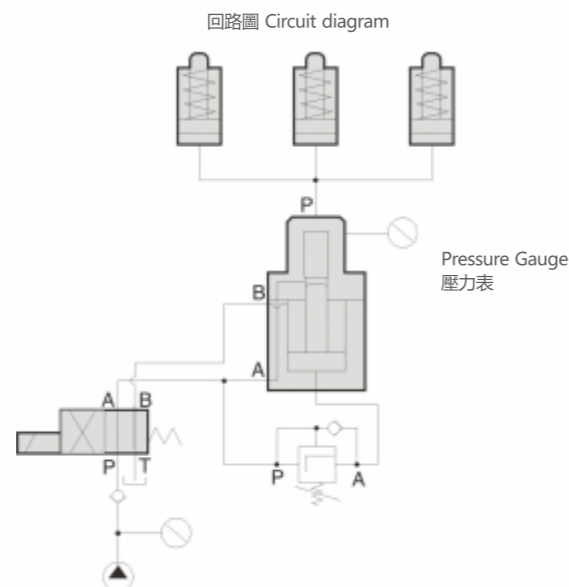 回路圖 Circuit diagram
P
Pressure Gauge
壓力表
B
A
A B
P T
P A